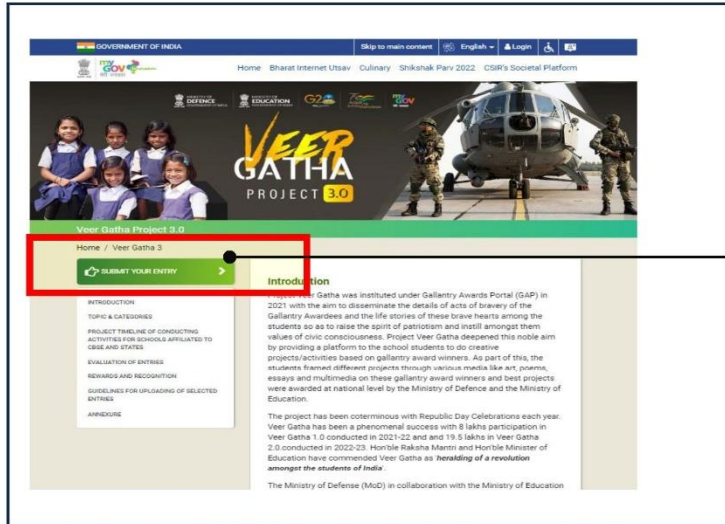 GOVERNMENT OF INDIA
Skip to main content
English
Login
my
GOV
मेरी सरकार
Home Bharat Internet Utsav Culinary Shikshak Parv 2022 CSIR's Societal Platform
MINISTRY OF
DEFENCE
MINISTRY OF
EDUCATION
G20
my
GOV
VEER
GATHA
PROJECT 3.0
Veer Gatha Project 3.0
Home / Veer Gatha 3
SUBMIT YOUR ENTRY
INTRODUCTION
TOPIC & CATEGORIES
PROJECT TIMELINE OF CONDUCTING
ACTIVITIES FOR SCHOOLS AFFILIATED TO
CBSE AND STATES
EVALUATION OF ENTRIES
REWARDS AND RECOGNITION
GUIDELINES FOR UPLOADING OF SELECTED
ENTRIES
ANNEXURE
Introduction
Project Veer Gatha was instituted under Gallantry Awards Portal (GAP) in
2021 with the aim to disseminate the details of acts of bravery of the
Gallantry Awardees and the life stories of these brave hearts among the
students so as to raise the spirit of patriotism and instill amongst them
values of civic consciousness. Project Veer Gatha deepened this noble aim
by providing a platform to the school students to do creative
projects/activities based on gallantry award winners. As part of this, the
students framed different projects through various media like art, poems,
essays and multimedia on these gallantry award winners and best projects
were awarded at national level by the Ministry of Defence and the Ministry of
Education.
The project has been coterminous with Republic Day Celebrations each year.
Veer Gatha has been a phenomenal success with 8 lakhs participation in
Veer Gatha 1.0 conducted in 2021-22 and and 19.5 lakhs in Veer Gatha
2.0.conducted in 2022-23. Hon'ble Raksha Mantri and Hon'ble Minister of
Education have commended Veer Gatha as 'heralding of a revolution
amongst the students of India'.
The Ministry of Defense (MoD) in collaboration with the Ministry of Education